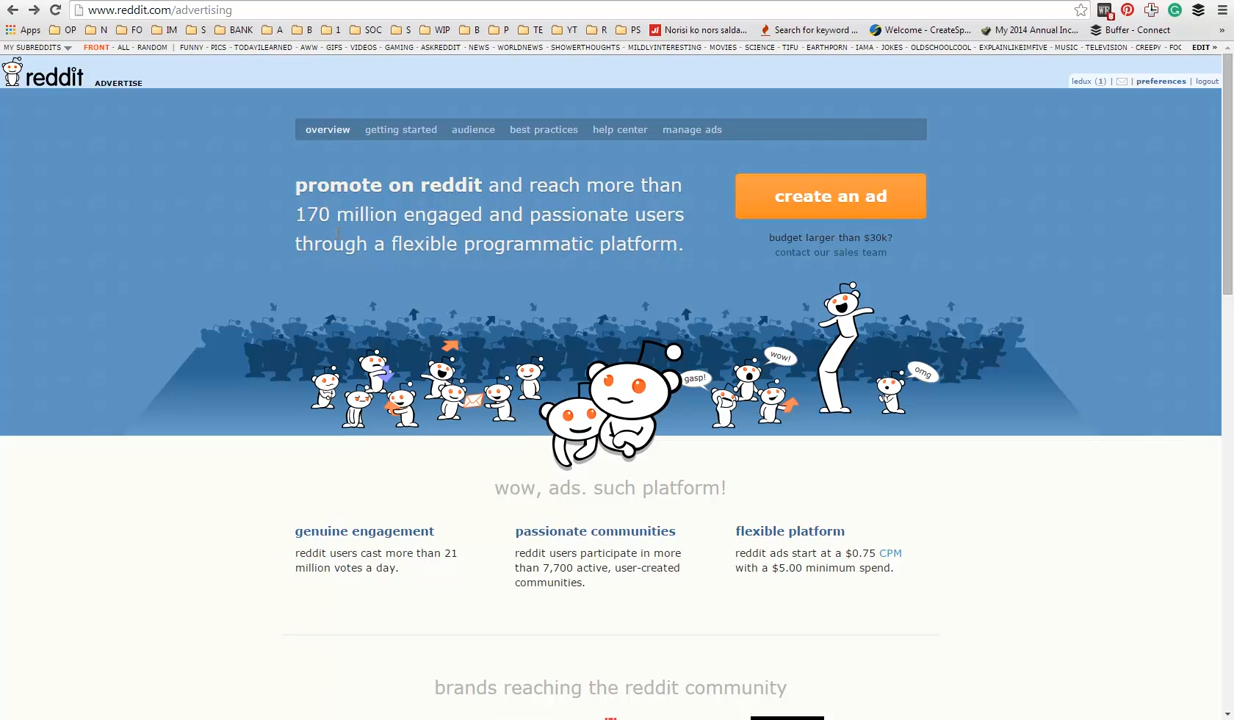 www.reddit.com/advertising
Apps OP N FO IM S BANK A B 1 SOC S WIP B P TE YT R PS Norisi ko nors salda... Search for keyword ... Welcome - CreateSp... My 2014 Annual Inc... Buffer - Connect
MY SUBREDDITS FRONT - ALL - RANDOM | FUNNY - PICS - TODAYILEARNED - AWW - GIFS - VIDEOS - GAMING - ASKREDDIT - NEWS - WORLDNEWS - SHOWERTHOUGHTS - MILDLYINTERESTING - MOVIES - SCIENCE - TIFU - EARTHPORN - IAMA - JOKES - OLDSCHOOLCOOL - EXPLAINLIKEIMFIVE - MUSIC - TELEVISION - CREEPY - FOO EDIT »
reddit ADVERTISE
ledux (1) | preferences | logout
overview getting started audience best practices help center manage ads
promote on reddit and reach more than
170 million engaged and passionate users
through a flexible programmatic platform.
create an ad
budget larger than $30k?
contact our sales team
gasp!
wow!
omg
wow, ads. such platform!
genuine engagement
reddit users cast more than 21
million votes a day.
passionate communities
reddit users participate in more
than 7,700 active, user-created
communities.
flexible platform
reddit ads start at a $0.75 CPM
with a $5.00 minimum spend.
brands reaching the reddit community